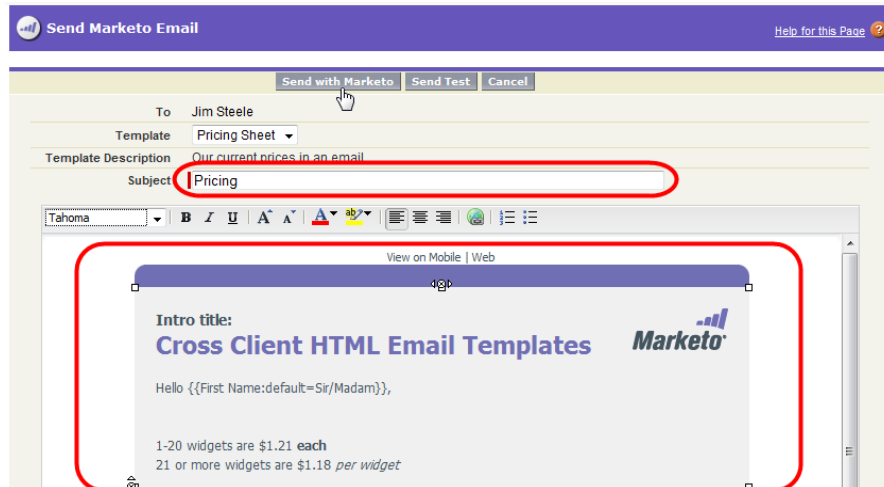 Send Marketo Email
Help for this Page ?
Send with Marketo Send Test Cancel
To Jim Steele
Template Pricing Sheet
Template Description Our current prices in an email
Subject Pricing
Tahoma B I U A A A ab
View on Mobile | Web
Intro title:
Cross Client HTML Email Templates
Marketo
Hello {{First Name:default=Sir/Madam}},
1-20 widgets are $1.21 each
21 or more widgets are $1.18 per widget